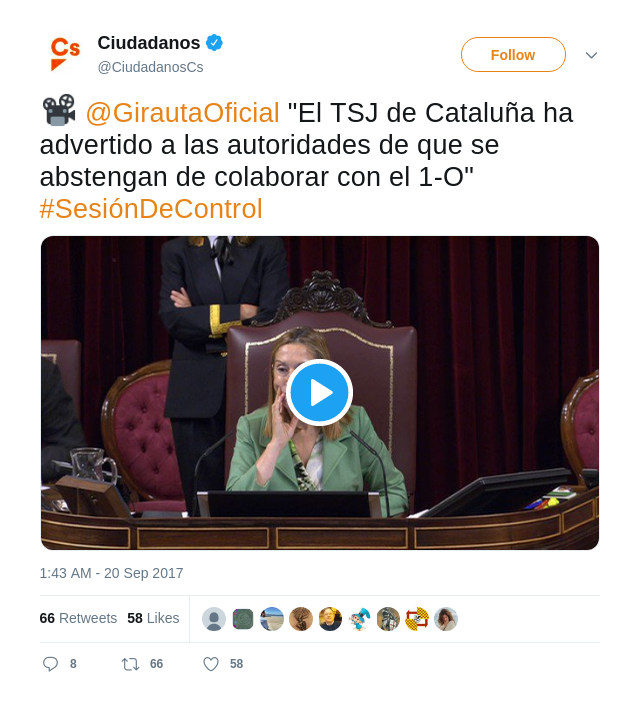 Cs
Ciudadanos
@CiudadanosCs
Follow
@GirautaOficial "El TSJ de Cataluña ha
advertido a las autoridades de que se
abstengan de colaborar con el 1-O"
#SesiónDeControl
1:43 AM - 20 Sep 2017
66 Retweets 58 Likes
8 66 58